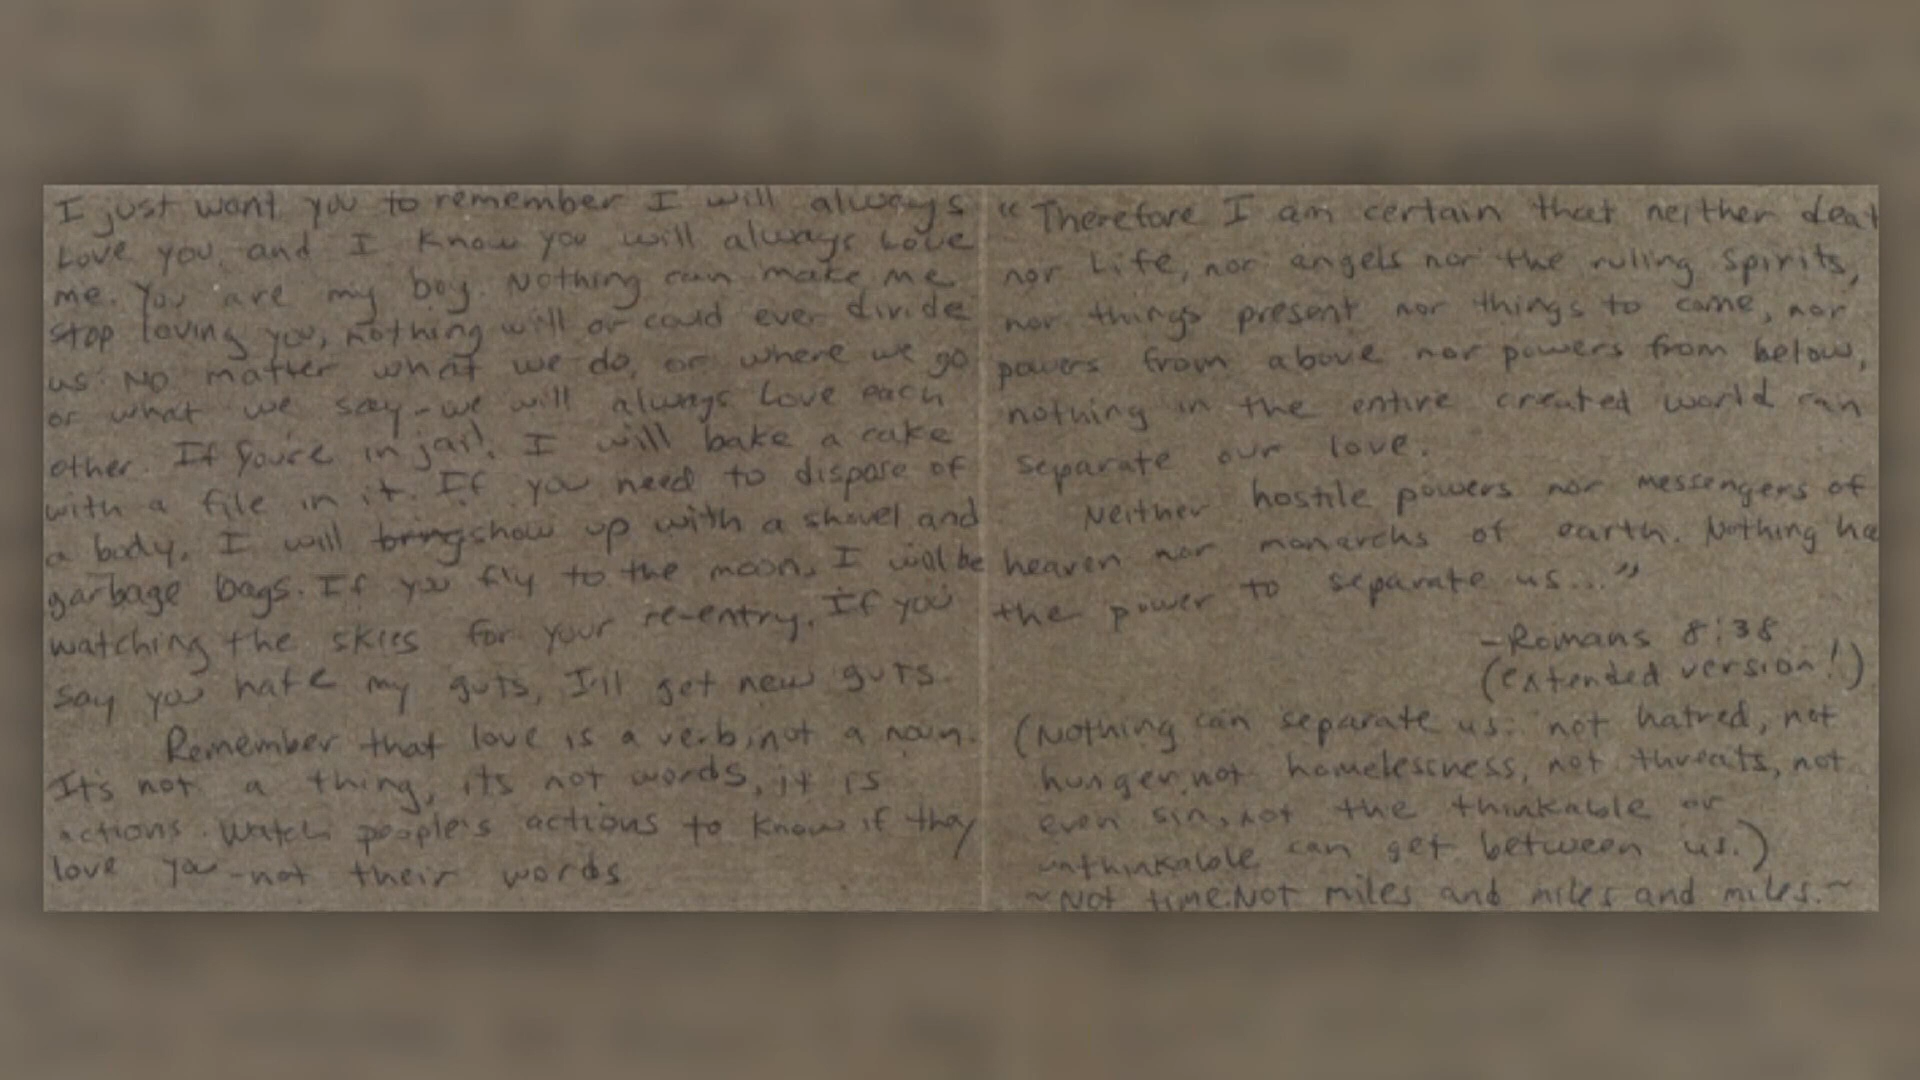 I just want you to remember I will always
Love you, and I know you will always Love
me. You are my boy. Nothing can make me
stop loving you, nothing will or could ever divide
us. No matter what we do, or where we go
or what we say - we will always Love each
other. If you're in jail, I will bake a cake
with a file in it. If you need to dispose of
a body, I will bring show up with a shovel and
garbage bags. If you fly to the moon, I will be
watching the skies for your re-entry. If you
say you hate my guts, I'll get new guts.
Remember that love is a verb, not a noun.
It's not a thing, its not words, it is
actions. Watch people's actions to know if they
love you - not their words
"Therefore I am certain that neither deat
nor Life, nor angels nor the ruling spirits,
nor things present nor things to come, nor
powers from above nor powers from below,
nothing in the entire created world can
separate our love.
Neither hostile powers nor messengers of
heaven nor monarchs of earth. Nothing ha
the power to separate us..."
-Romans 8:38
(extended version!)
(Nothing can separate us: not hatred, not
hunger, not homelessness, not threats, not
even sin, not the thinkable or
unthinkable can get between us.)
~Not time. Not miles and miles and miles.~